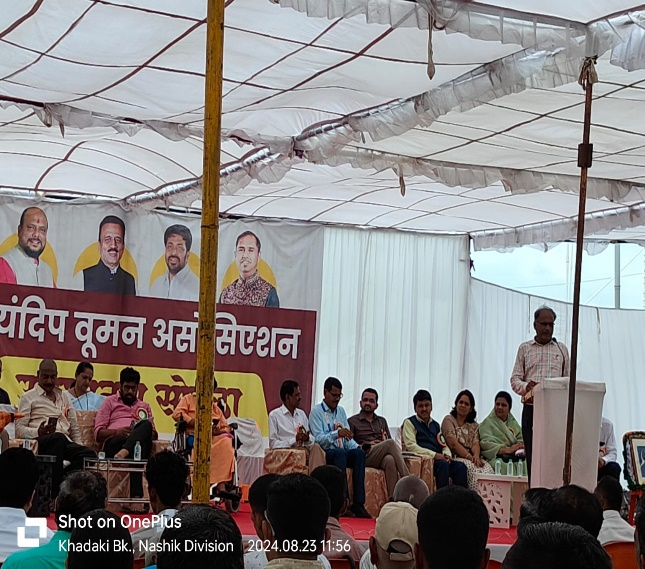 यंदिप वूमन असोसिएशन
Shot on OnePlus
Khadaki Bk., Nashik Division 2024.08.23 11:56